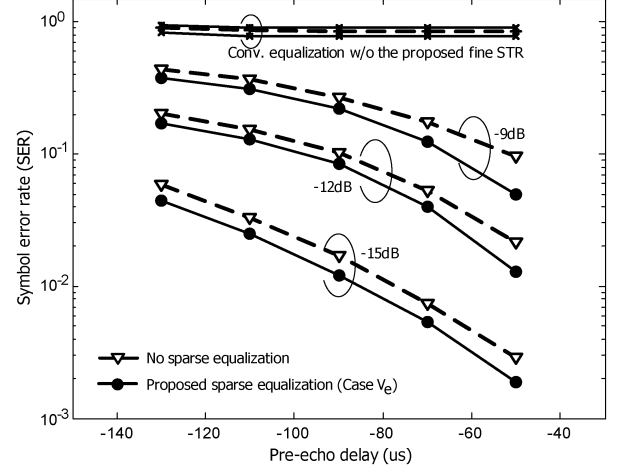 10^0
Conv. equalization w/o the proposed fine STR
-9dB
10^-1
-12dB
-15dB
10^-2
No sparse equalization
Proposed sparse equalization (Case V_e)
10^-3
-140 -120 -100 -80 -60 -40
Pre-echo delay (us)
Symbol error rate (SER)